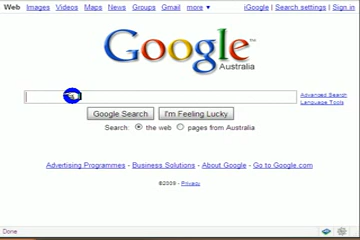 Web Images Videos Maps News Groups Gmail more ▼ iGoogle | Search settings | Sign in
Google™
Australia
Advanced Search
Language Tools
Google Search I'm Feeling Lucky
Search: the web pages from Australia
Advertising Programmes - Business Solutions - About Google - Go to Google.com
©2009 - Privacy
Done